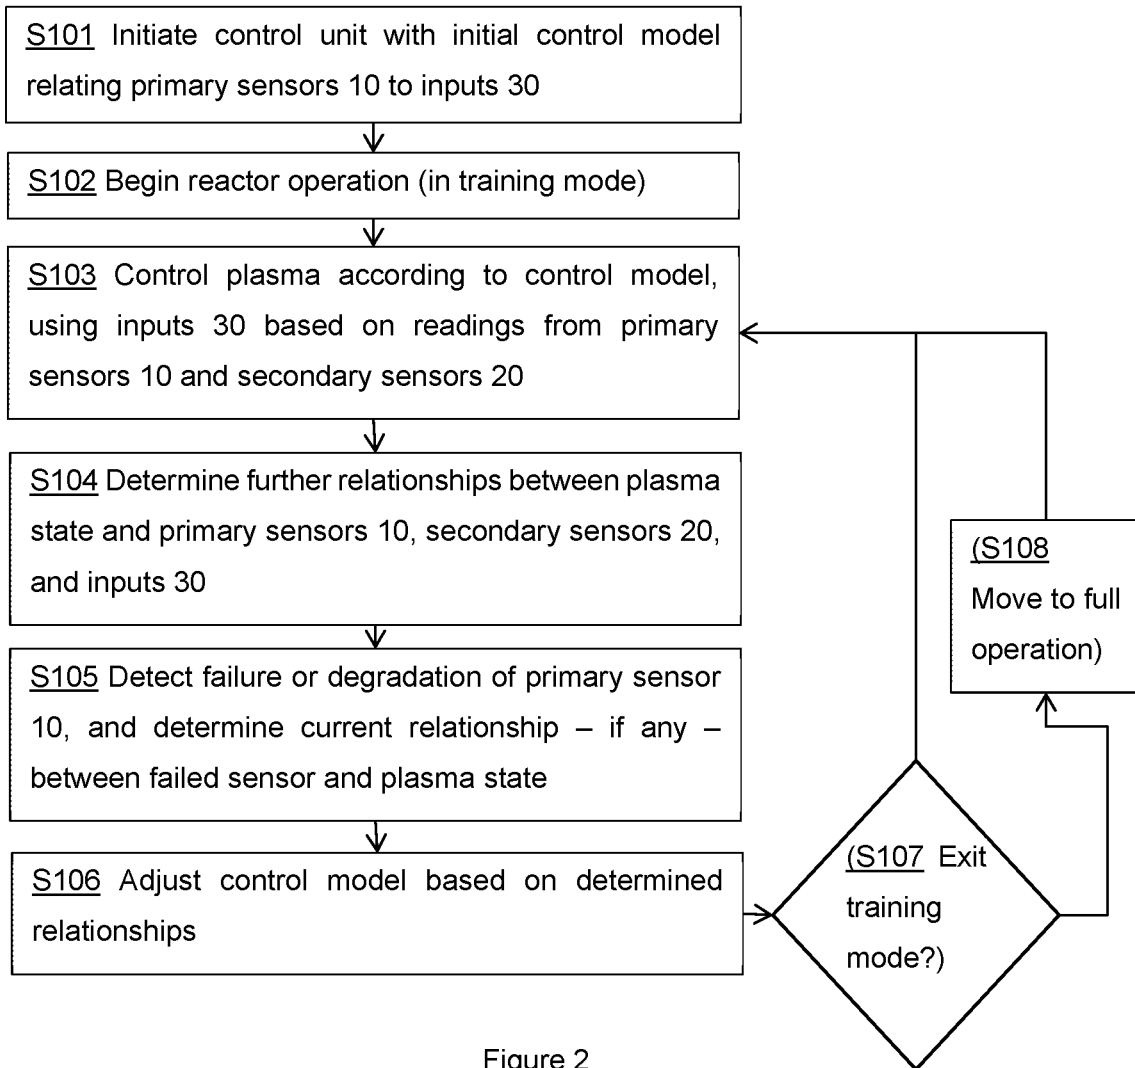 S101 Initiate control unit with initial control model
relating primary sensors 10 to inputs 30
S102 Begin reactor operation (in training mode)
S103 Control plasma according to control model,
using inputs 30 based on readings from primary
sensors 10 and secondary sensors 20
S104 Determine further relationships between plasma
state and primary sensors 10, secondary sensors 20,
and inputs 30
S105 Detect failure or degradation of primary sensor
10, and determine current relationship – if any –
between failed sensor and plasma state
S106 Adjust control model based on determined
relationships
(S107 Exit
training
mode?)
(S108
Move to full
operation)
Figure 2